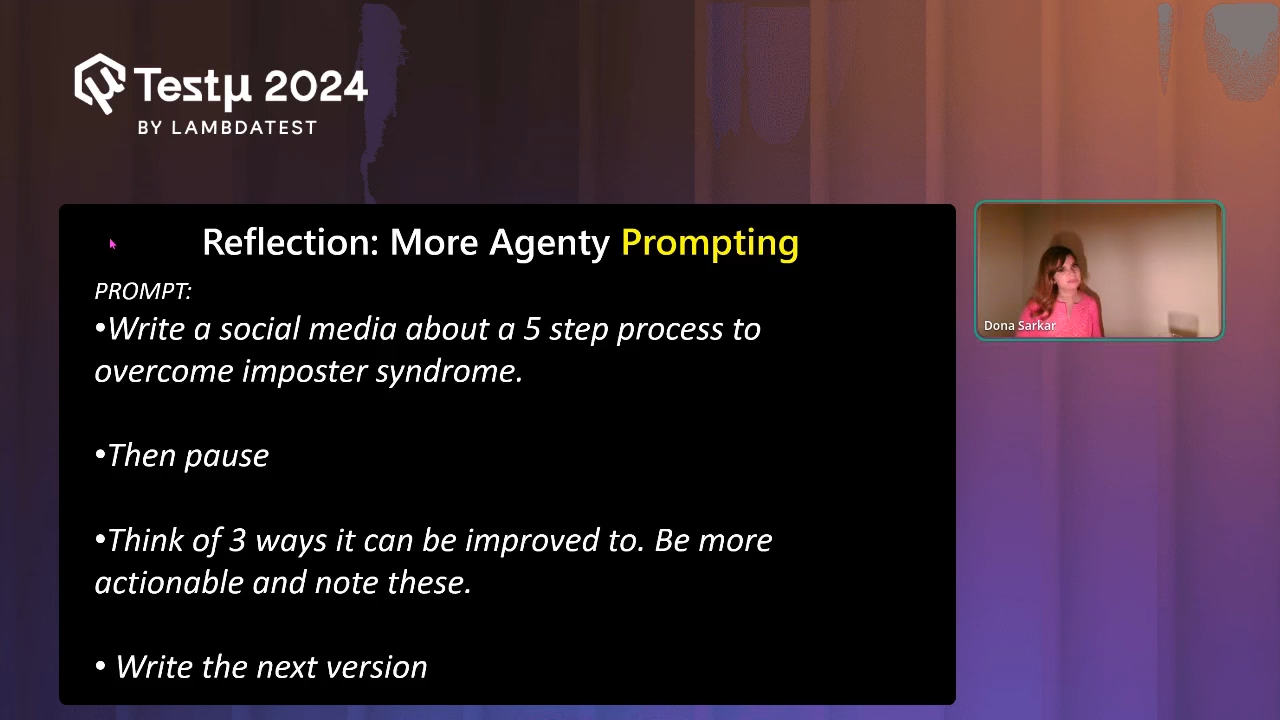 Testμ 2024
BY LAMBDATEST
Reflection: More Agenty Prompting
PROMPT:
•Write a social media about a 5 step process to
overcome imposter syndrome.
•Then pause
•Think of 3 ways it can be improved to. Be more
actionable and note these.
• Write the next version
Dona Sarkar